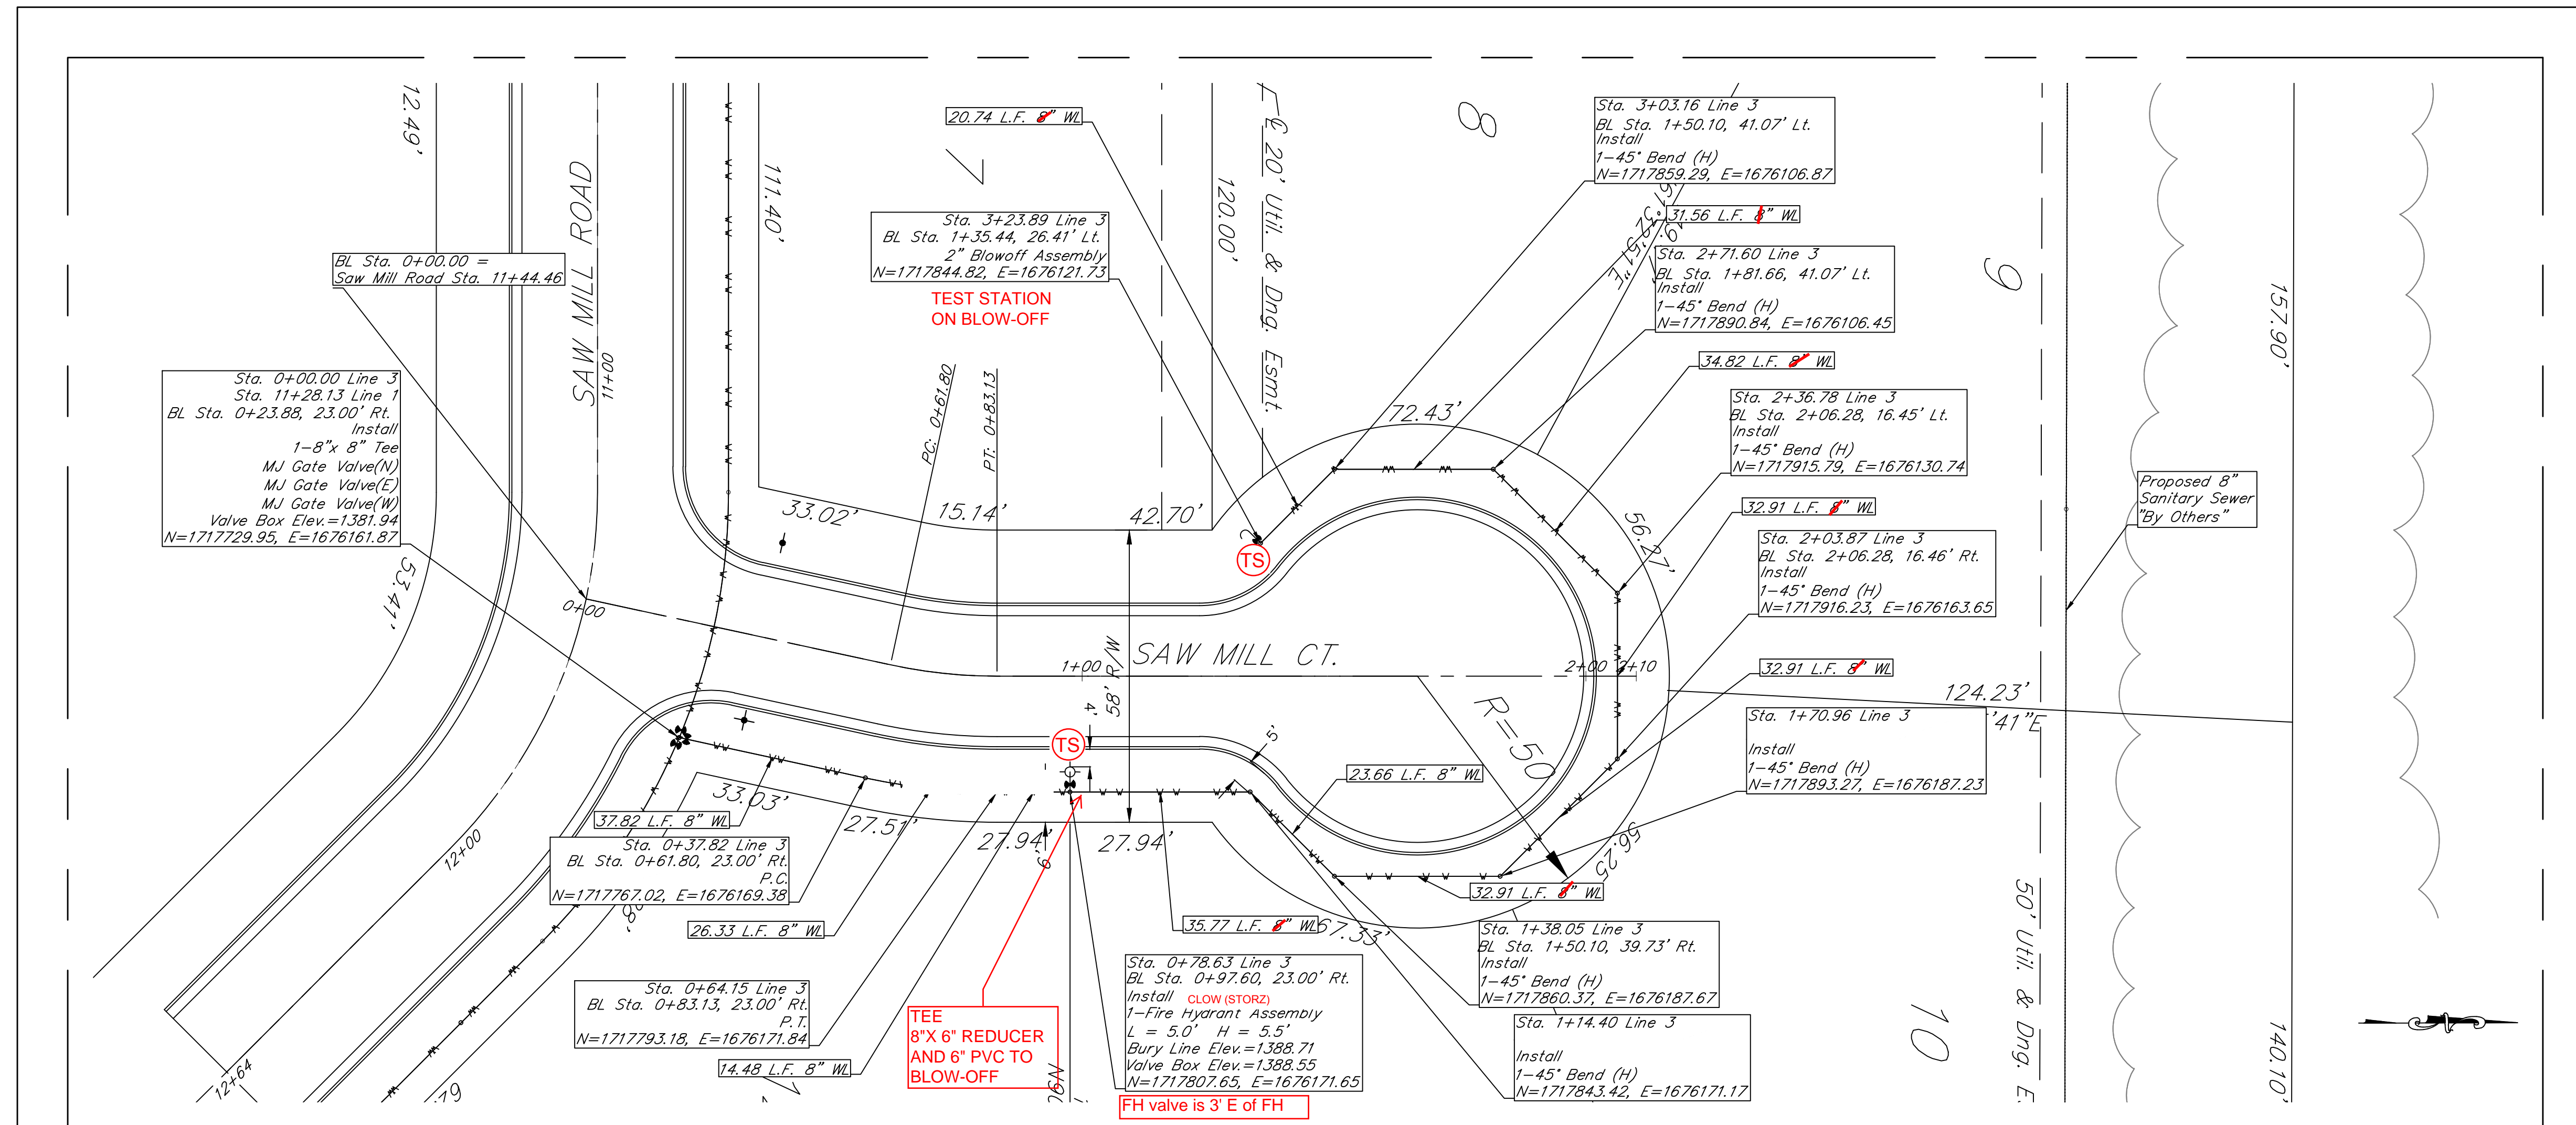 12.49'
SAW MILL ROAD
11+00
111.40'
20.74 L.F. 8" WL
7
120.00'
℄ 20' Util. & Dng. Esmt.
8
Sta. 3+03.16 Line 3
BL Sta. 1+50.10, 41.07' Lt.
Install
1-45° Bend (H)
N=1717859.29, E=1676106.87
31.56 L.F. 8" WL
Sta. 2+71.60 Line 3
BL Sta. 1+81.66, 41.07' Lt.
Install
1-45° Bend (H)
N=1717890.84, E=1676106.45
9
157.90'
Sta. 3+23.89 Line 3
BL Sta. 1+35.44, 26.41' Lt.
2" Blowoff Assembly
N=1717844.82, E=1676121.73
TEST STATION
ON BLOW-OFF
BL Sta. 0+00.00 =
Saw Mill Road Sta. 11+44.46
Sta. 0+00.00 Line 3
Sta. 11+28.13 Line 1
BL Sta. 0+23.88, 23.00' Rt.
Install
1-8"x 8" Tee
MJ Gate Valve(N)
MJ Gate Valve(E)
MJ Gate Valve(W)
Valve Box Elev.=1381.94
N=1717729.95, E=1676161.87
PC: 0+61.80
PT: 0+83.13
34.82 L.F. 8" WL
Sta. 2+36.78 Line 3
BL Sta. 2+06.28, 16.45' Lt.
Install
1-45° Bend (H)
N=1717915.79, E=1676130.74
72.43'
33.02'
15.14'
42.70'
56.27'
32.91 L.F. 8" WL
Proposed 8"
Sanitary Sewer
"By Others"
Sta. 2+03.87 Line 3
BL Sta. 2+06.28, 16.46' Rt.
Install
1-45° Bend (H)
N=1717916.23, E=1676163.65
TS
53.41'
0+00
58' R/W
SAW MILL CT.
1+00
2+00
2+10
32.91 L.F. 8" WL
124.23'
'41"E
Sta. 1+70.96 Line 3
Install
1-45° Bend (H)
N=1717893.27, E=1676187.23
R=50
4'
TS
5'
23.66 L.F. 8" WL
33.03'
37.82 L.F. 8" WL
27.51'
27.94'
27.94'
6'
12+00
Sta. 0+37.82 Line 3
BL Sta. 0+61.80, 23.00' Rt.
P.C.
N=1717767.02, E=1676169.38
56.25
32.91 L.F. 8" WL
26.33 L.F. 8" WL
35.77 L.F. 8" WL
67.33'
Sta. 1+38.05 Line 3
BL Sta. 1+50.10, 39.73' Rt.
Install
1-45° Bend (H)
N=1717860.37, E=1676187.67
50' Util. & Dng. E.
Sta. 0+64.15 Line 3
BL Sta. 0+83.13, 23.00' Rt.
P.T.
N=1717793.18, E=1676171.84
14.48 L.F. 8" WL
TEE
8"X 6" REDUCER
AND 6" PVC TO
BLOW-OFF
Sta. 0+78.63 Line 3
BL Sta. 0+97.60, 23.00' Rt.
Install CLOW (STORZ)
1-Fire Hydrant Assembly
L = 5.0' H = 5.5'
Bury Line Elev.=1388.71
Valve Box Elev.=1388.55
N=1717807.65, E=1676171.65
FH valve is 3' E of FH
Sta. 1+14.40 Line 3
Install
1-45° Bend (H)
N=1717843.42, E=1676171.17
10
140.10'
12+64